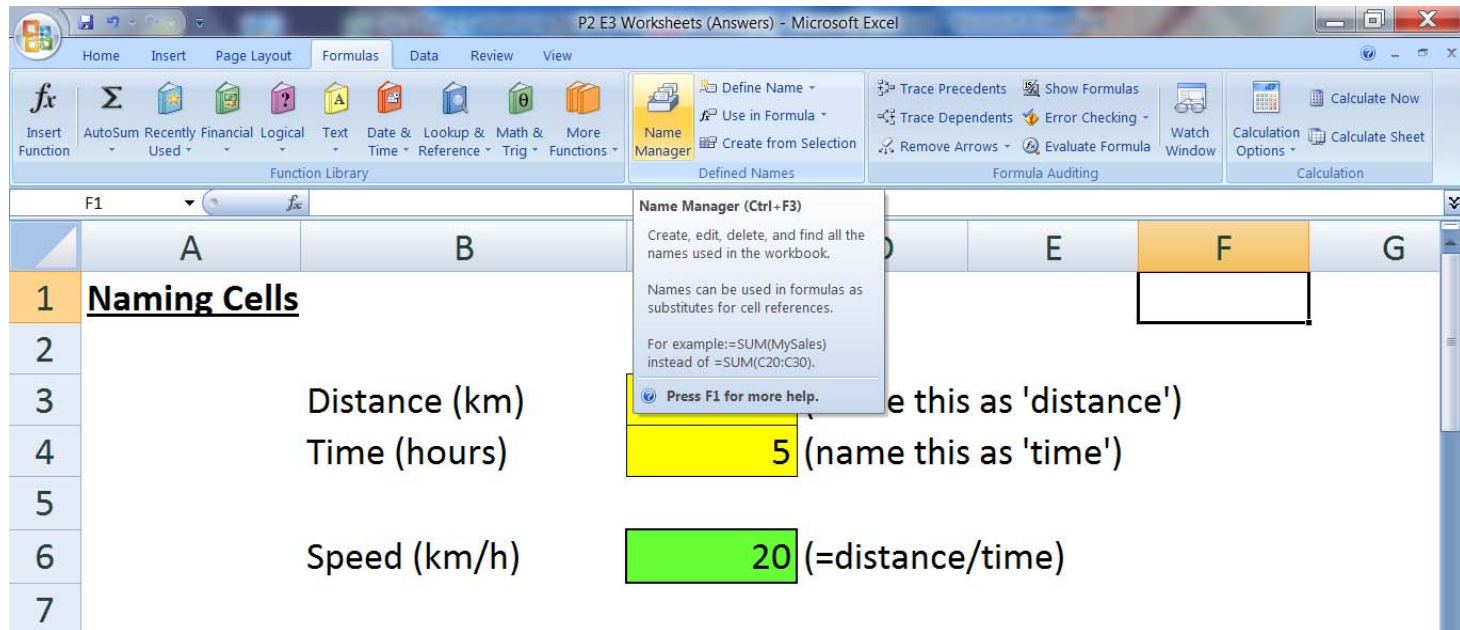 P2 E3 Worksheets (Answers) - Microsoft Excel
Home Insert Page Layout Formulas Data Review View
fx Σ ? A θ
Insert Function
AutoSum
Recently Used
Financial
Logical
Text
Date & Time
Lookup & Reference
Math & Trig
More Functions
Function Library
Name Manager
Define Name
Use in Formula
Create from Selection
Defined Names
Trace Precedents
Trace Dependents
Remove Arrows
Show Formulas
Error Checking
Evaluate Formula
Watch Window
Formula Auditing
Calculation Options
Calculate Now
Calculate Sheet
Calculation
F1 fx
Name Manager (Ctrl+F3)
Create, edit, delete, and find all the
names used in the workbook.
Names can be used in formulas as
substitutes for cell references.
For example:=SUM(MySales)
instead of =SUM(C20:C30).
Press F1 for more help.
A B E F G
1 Naming Cells
2
3 Distance (km) e this as 'distance')
4 Time (hours) 5 (name this as 'time')
5
6 Speed (km/h) 20 (=distance/time)
7